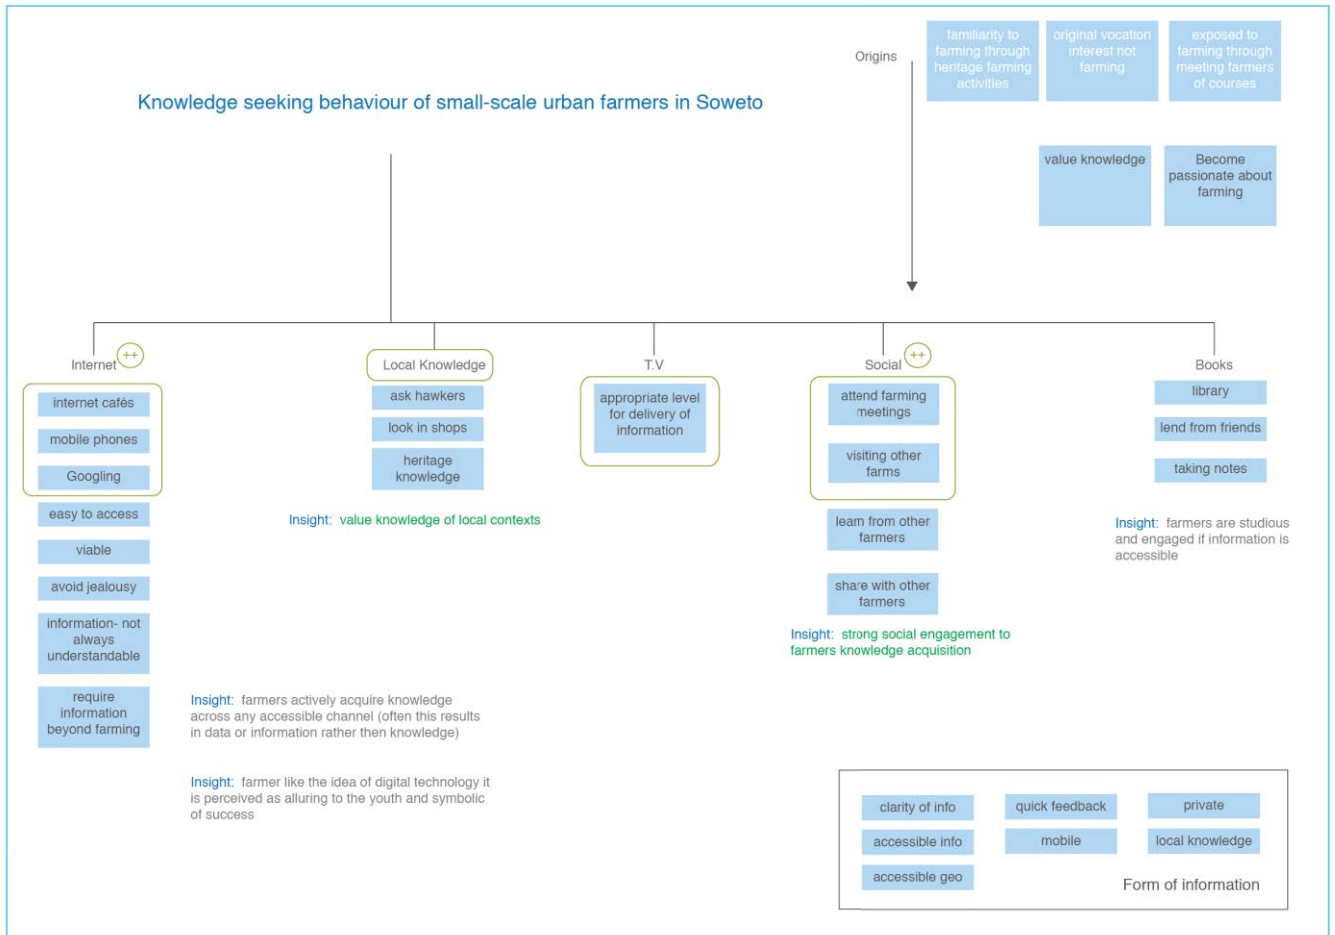 Origins
familiarity to
farming through
heritage farming
activities
original vocation
interest not
farming
exposed to
farming through
meeting farmers
of courses
Knowledge seeking behaviour of small-scale urban farmers in Soweto
value knowledge
Become
passionate about
farming
Internet
++
internet cafés
mobile phones
Googling
easy to access
viable
avoid jealousy
information- not
always
understandable
require
information
beyond farming
Local Knowledge
ask hawkers
look in shops
heritage
knowledge
Insight: value knowledge of local contexts
T.V
appropriate level
for delivery of
information
Social
++
attend farming
meetings
visiting other
farms
learn from other
farmers
share with other
farmers
Insight: strong social engagement to
farmers knowledge acquisition
Books
library
lend from friends
taking notes
Insight: farmers are studious
and engaged if information is
accessible
Insight: farmers actively acquire knowledge
across any accessible channel (often this results
in data or information rather then knowledge)
Insight: farmer like the idea of digital technology it
is perceived as alluring to the youth and symbolic
of success
clarity of info
quick feedback
private
accessible info
mobile
local knowledge
accessible geo
Form of information